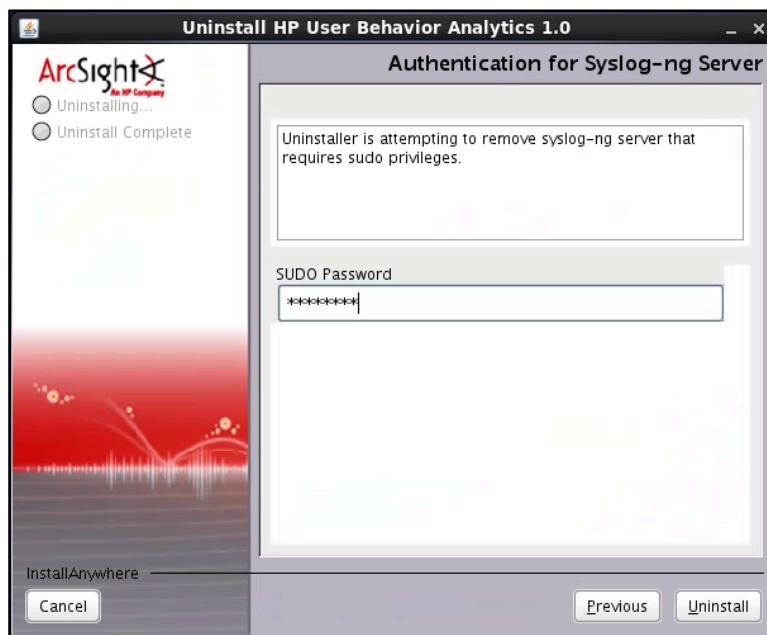 Uninstall HP User Behavior Analytics 1.0
ArcSight
An HP Company
Uninstalling...
Uninstall Complete
Authentication for Syslog-ng Server
Uninstaller is attempting to remove syslog-ng server that
requires sudo privileges.
SUDO Password
********
InstallAnywhere
Cancel
Previous
Uninstall